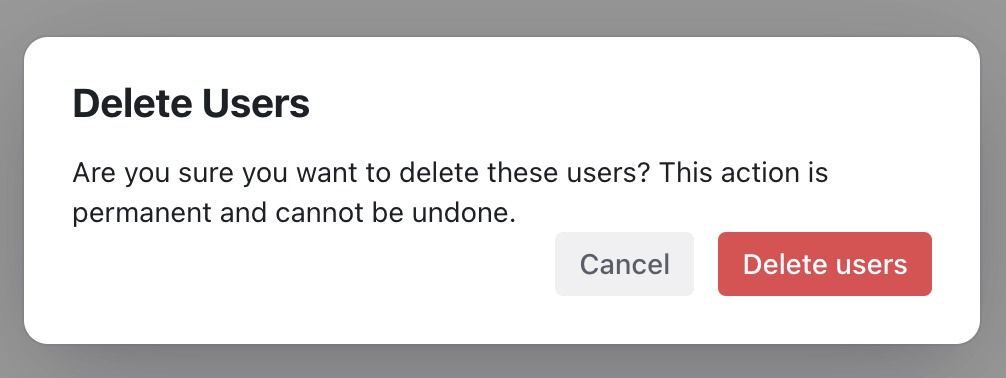 Delete Users
Are you sure you want to delete these users? This action is
permanent and cannot be undone.
Cancel
Delete users